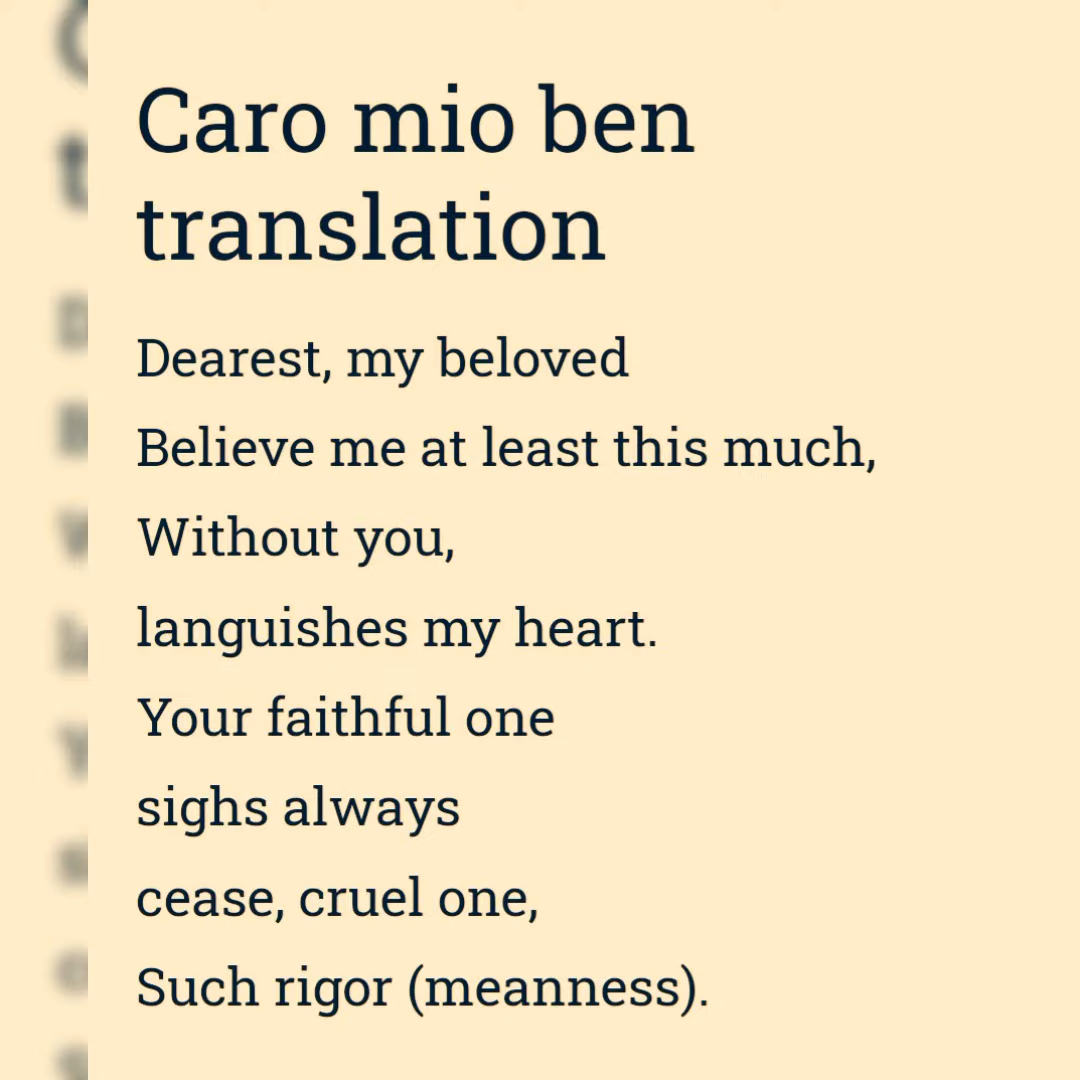 Caro mio ben
translation
Dearest, my beloved
Believe me at least this much,
Without you,
languishes my heart.
Your faithful one
sighs always
cease, cruel one,
Such rigor (meanness).